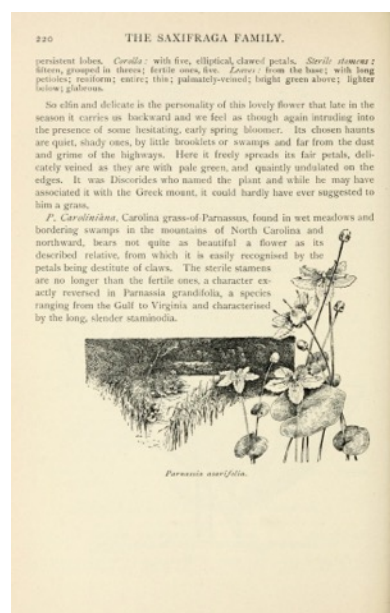 220 THE SAXIFRAGA FAMILY.
persistent lobes. Corolla: with five, elliptical, clawed petals. Sterile stamens:
fifteen, grouped in threes; fertile ones, five. Leaves: from the base; with long
petioles; reniform; entire; thin; palmately-veined; bright green above; lighter
below; glabrous.
So elfin and delicate is the personality of this lovely flower that late in the
season it carries us backward and we feel as though again intruding into
the presence of some hesitating, early spring bloomer. Its chosen haunts
are quiet, shady ones, by little brooklets or swamps and far from the dust
and grime of the highways. Here it freely spreads its fair petals, deli-
cately veined as they are with pale green, and quaintly undulated on the
edges. It was Discorides who named the plant and while he may have
associated it with the Greek mount, it could hardly have ever suggested to
him a grass.
P. Caroliniàna, Carolina grass-of-Parnassus, found in wet meadows and
bordering swamps in the mountains of North Carolina and
northward, bears not quite as beautiful a flower as its
described relative, from which it is easily recognised by the
petals being destitute of claws. The sterile stamens
are no longer than the fertile ones, a character ex-
actly reversed in Parnassia grandifolia, a species
ranging from the Gulf to Virginia and characterised
by the long, slender staminodia.
Parnassia asarifolia.